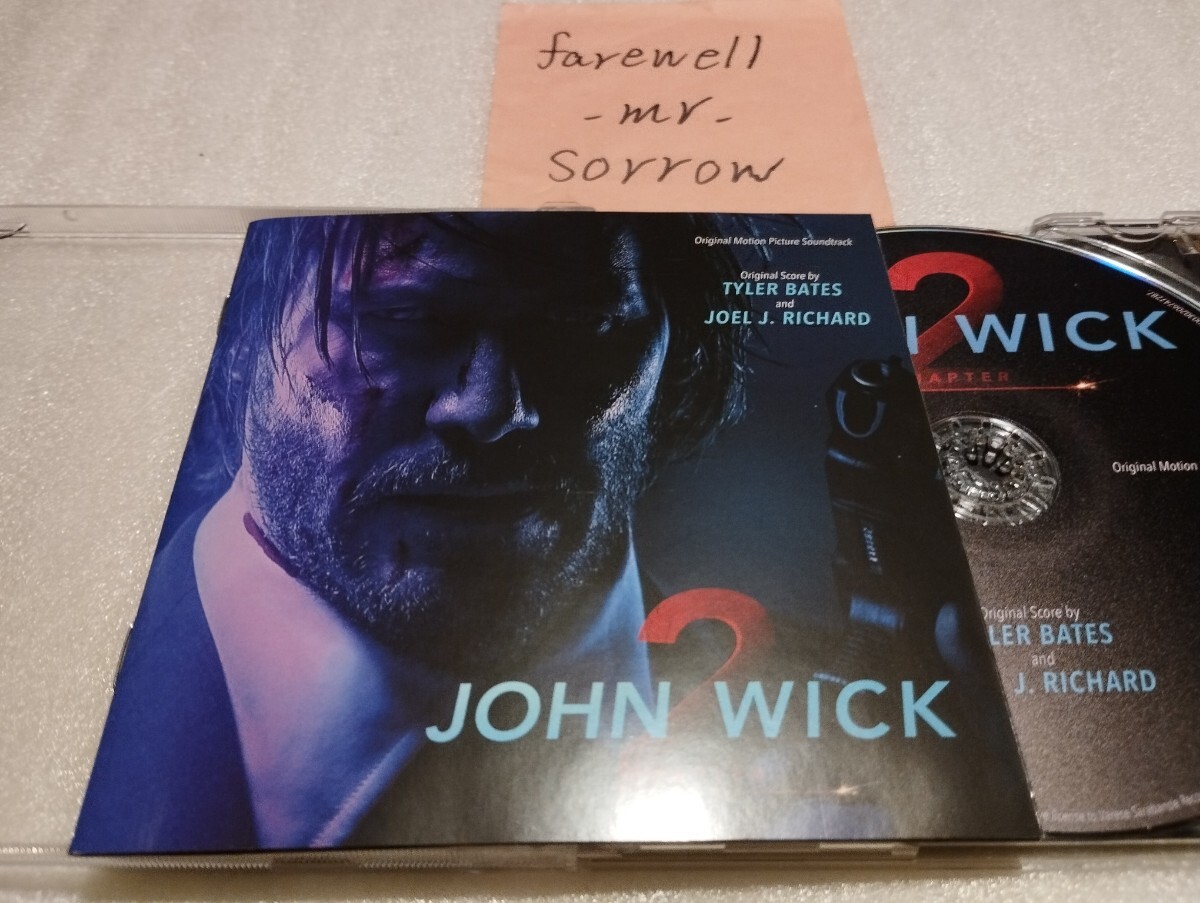 farewell
- mr -
sorrow
Original Motion Picture Soundtrack
Original Score by
TYLER BATES
and
JOEL J. RICHARD
2
JOHN WICK
2
WICK
APTER
Original Motion
Original Score by
LER BATES
and
J. RICHARD